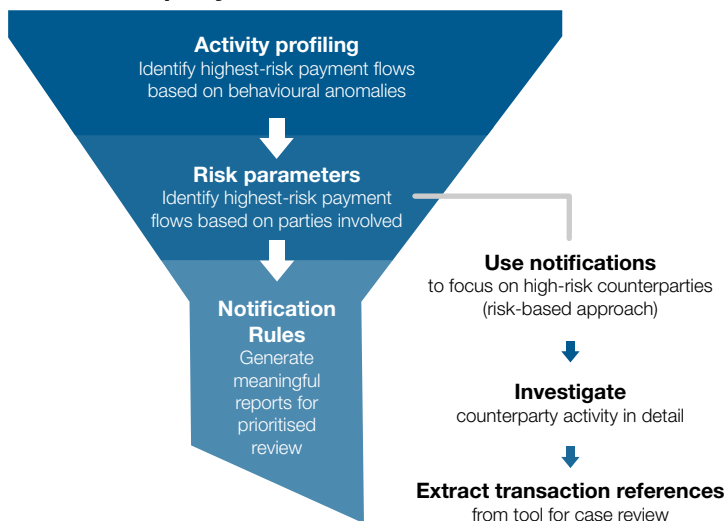 Activity profiling
Identify highest-risk payment flows
based on behavioural anomalies
Risk parameters
Identify highest-risk payment
flows based on parties involved
Notification
Rules
Generate
meaningful
reports for
prioritised
review
Use notifications
to focus on high-risk counterparties
(risk-based approach)
Investigate
counterparty activity in detail
Extract transaction references
from tool for case review